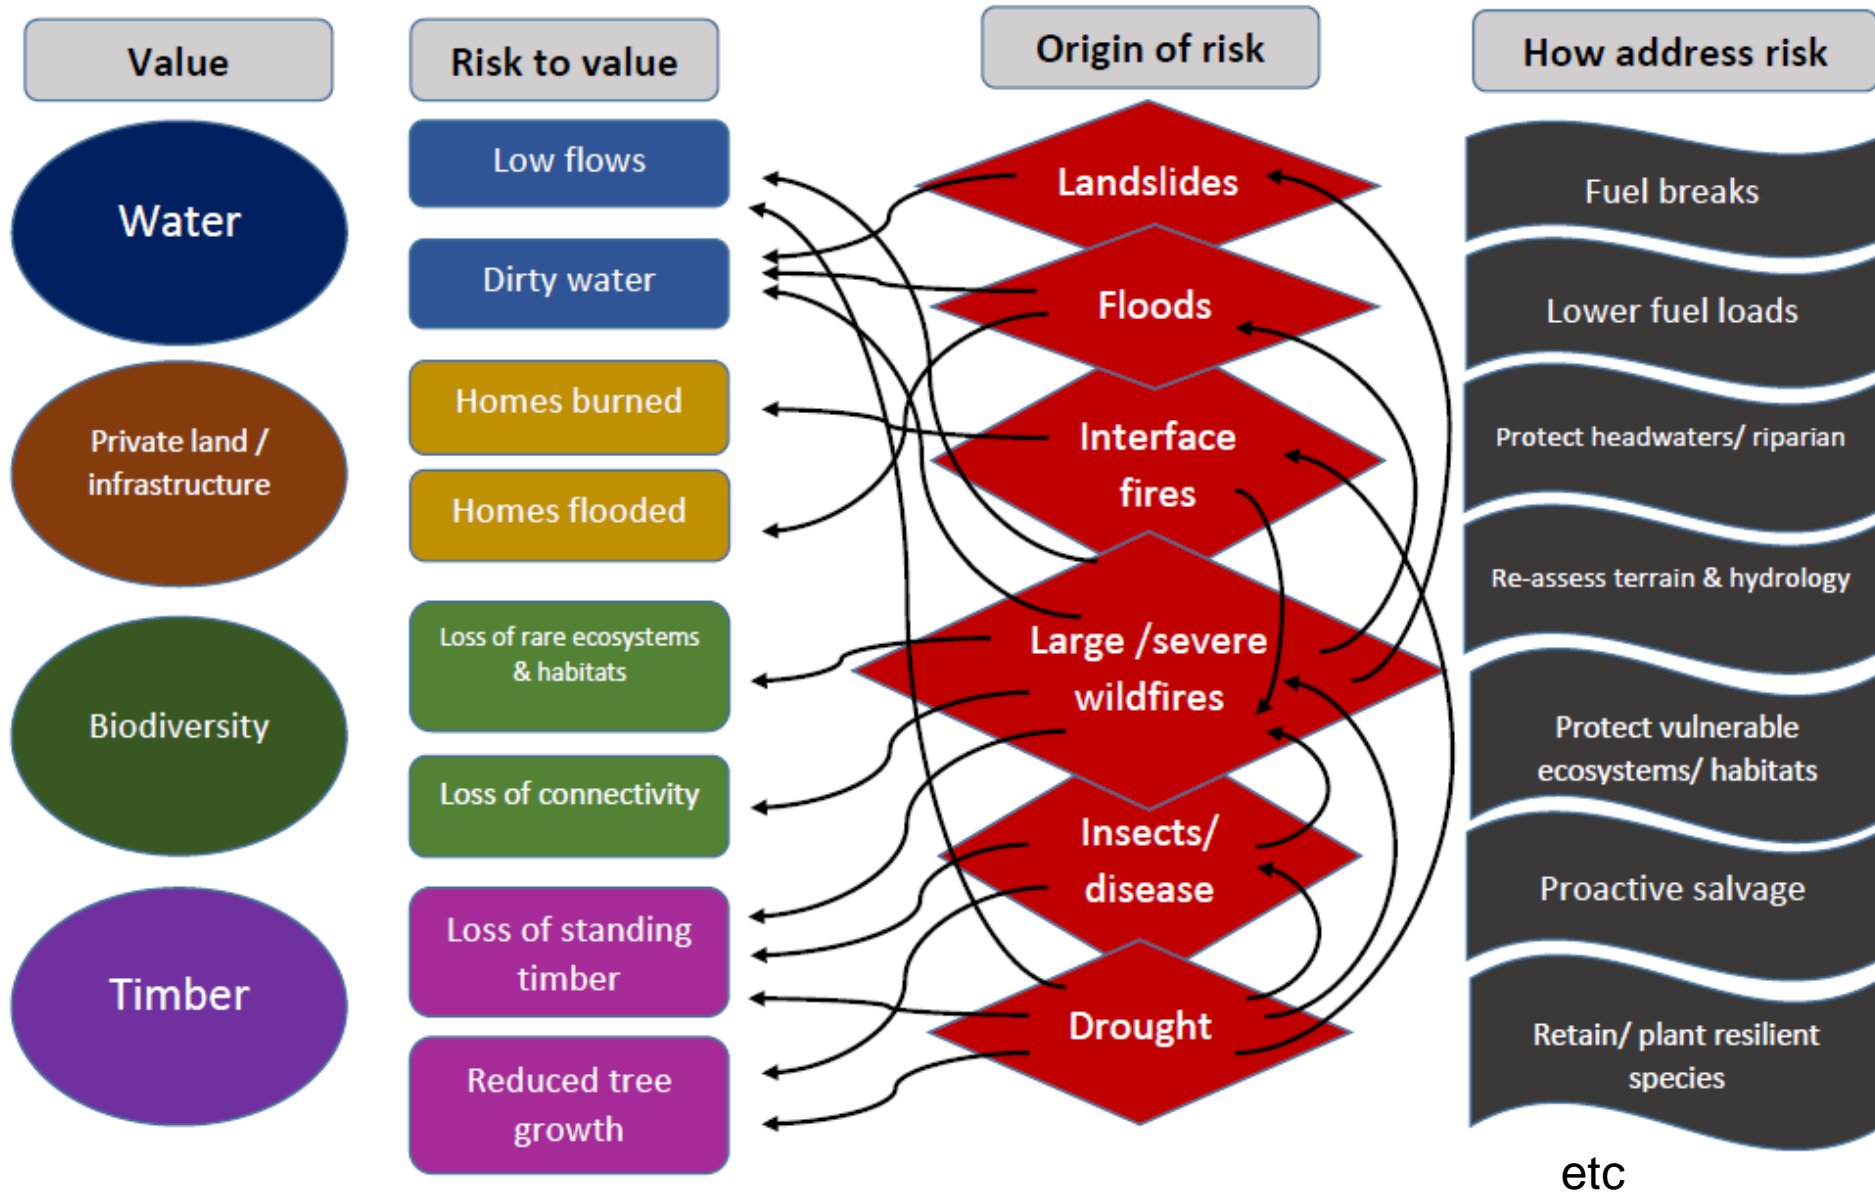 Value
Risk to value
Origin of risk
How address risk
Water
Private land /
infrastructure
Biodiversity
Timber
Low flows
Dirty water
Homes burned
Homes flooded
Loss of rare ecosystems
& habitats
Loss of connectivity
Loss of standing
timber
Reduced tree
growth
Landslides
Floods
Interface
fires
Large /severe
wildfires
Insects/
disease
Drought
Fuel breaks
Lower fuel loads
Protect headwaters/ riparian
Re-assess terrain & hydrology
Protect vulnerable
ecosystems/ habitats
Proactive salvage
Retain/ plant resilient
species
etc